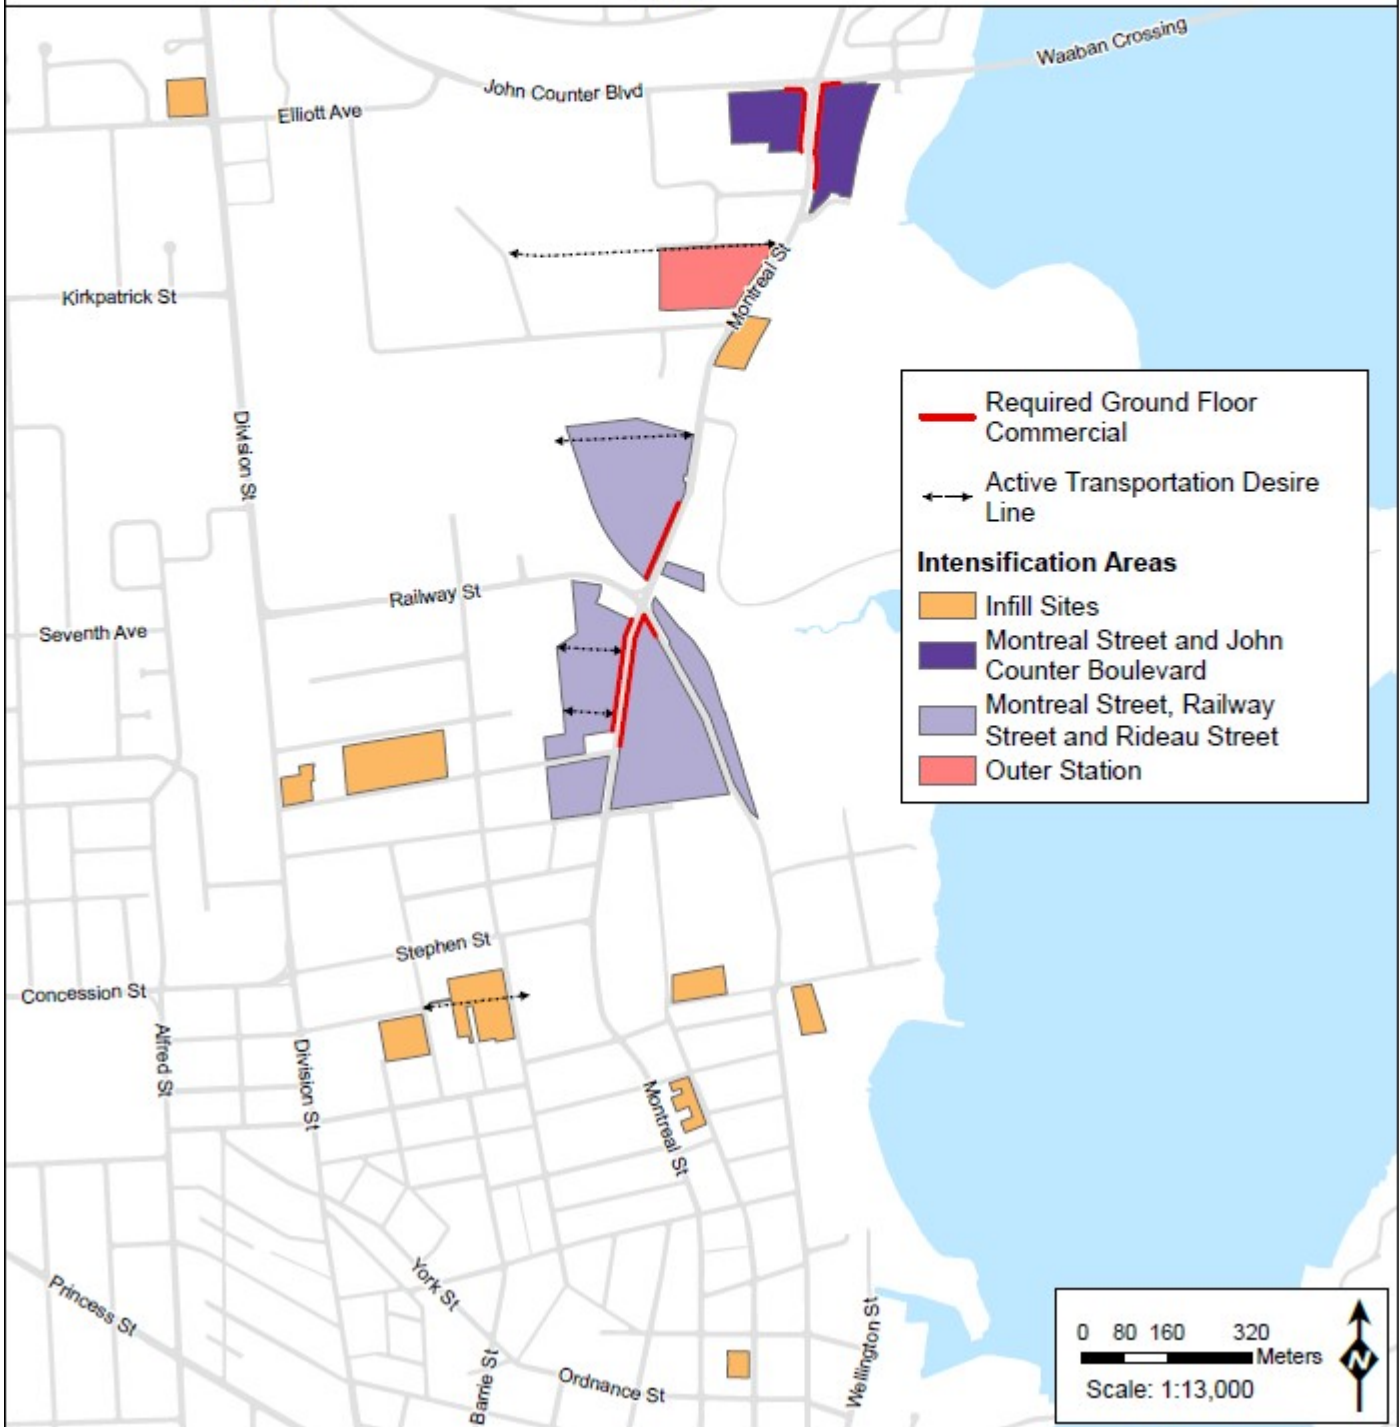 Waaban Crossing
John Counter Blvd
Elliott Ave
Kirkpatrick St
Montreal St
Division St
Required Ground Floor
Commercial
Active Transportation Desire
Line
Intensification Areas
Infill Sites
Montreal Street and John
Counter Boulevard
Montreal Street, Railway
Street and Rideau Street
Outer Station
Railway St
Seventh Ave
Stephen St
Concession St
Alfred St
Division St
Montreal St
York St
Princess St
Barrie St
Ordnance St
Wellington St
0 80 160 320
Meters
Scale: 1:13,000
N